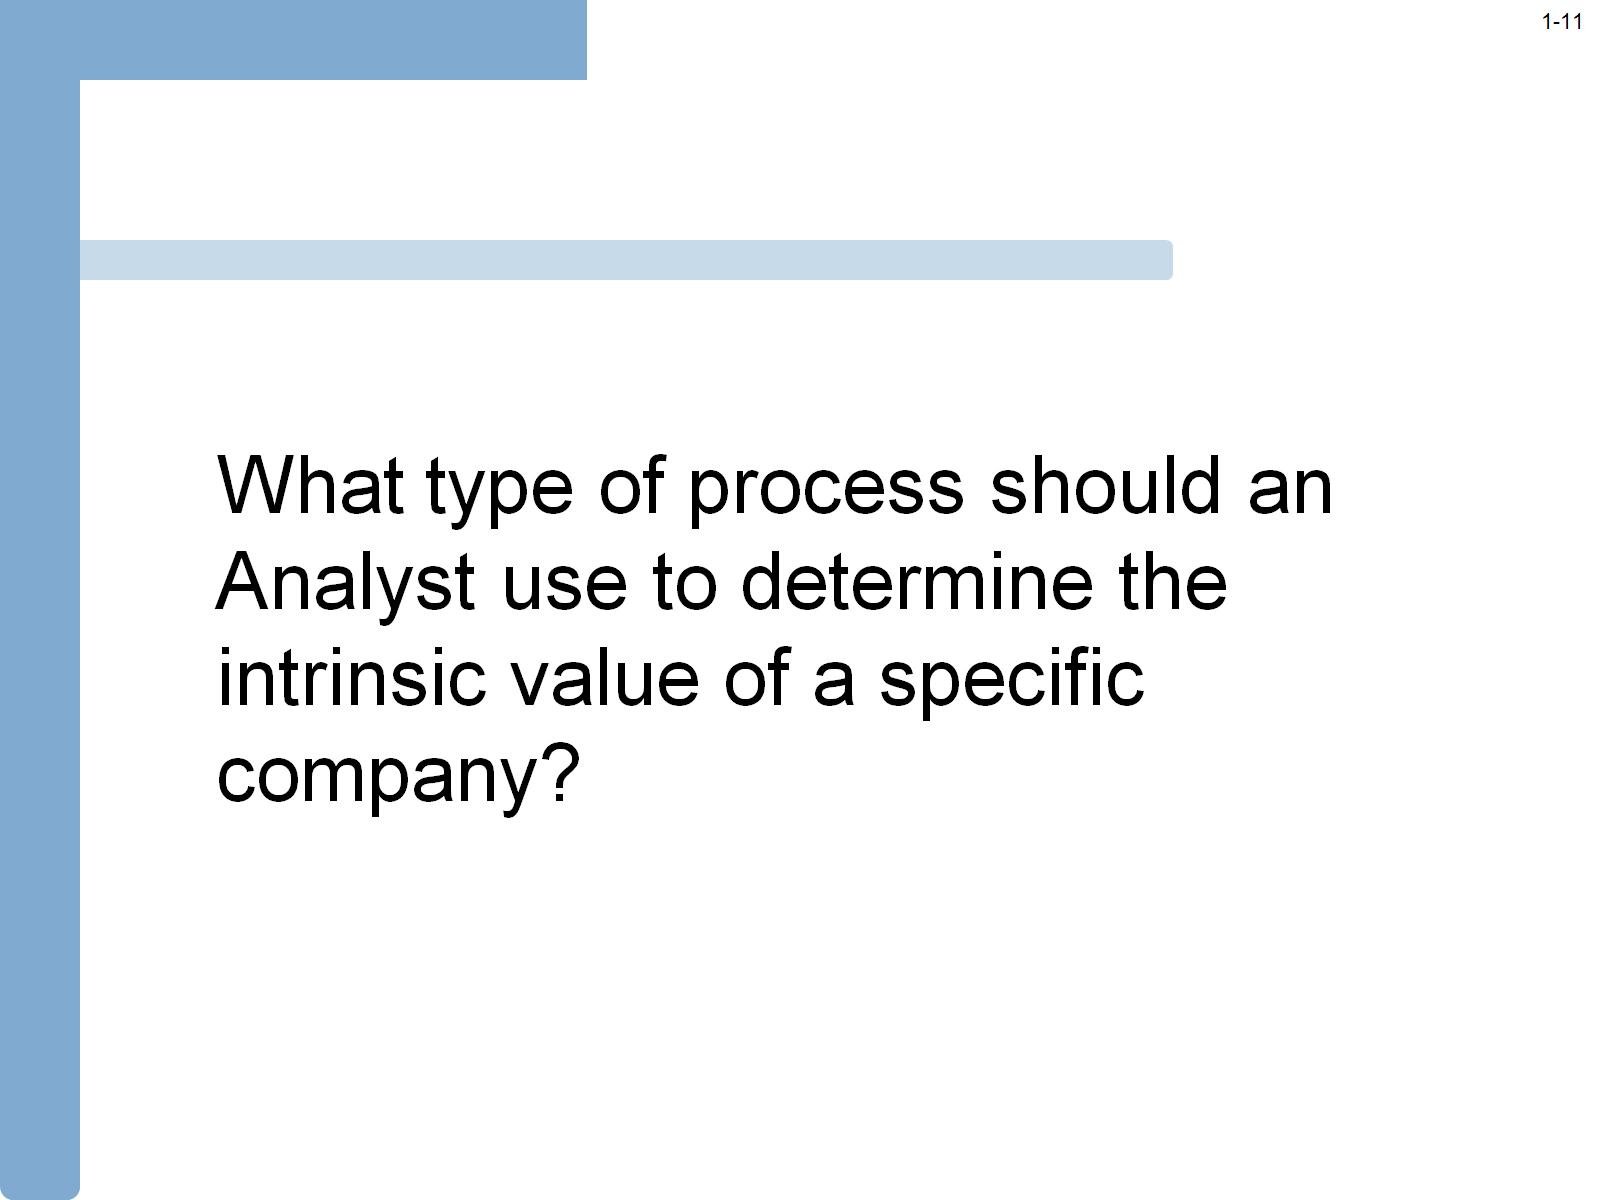 1-11
What type of process should an
Analyst use to determine the
intrinsic value of a specific
company?